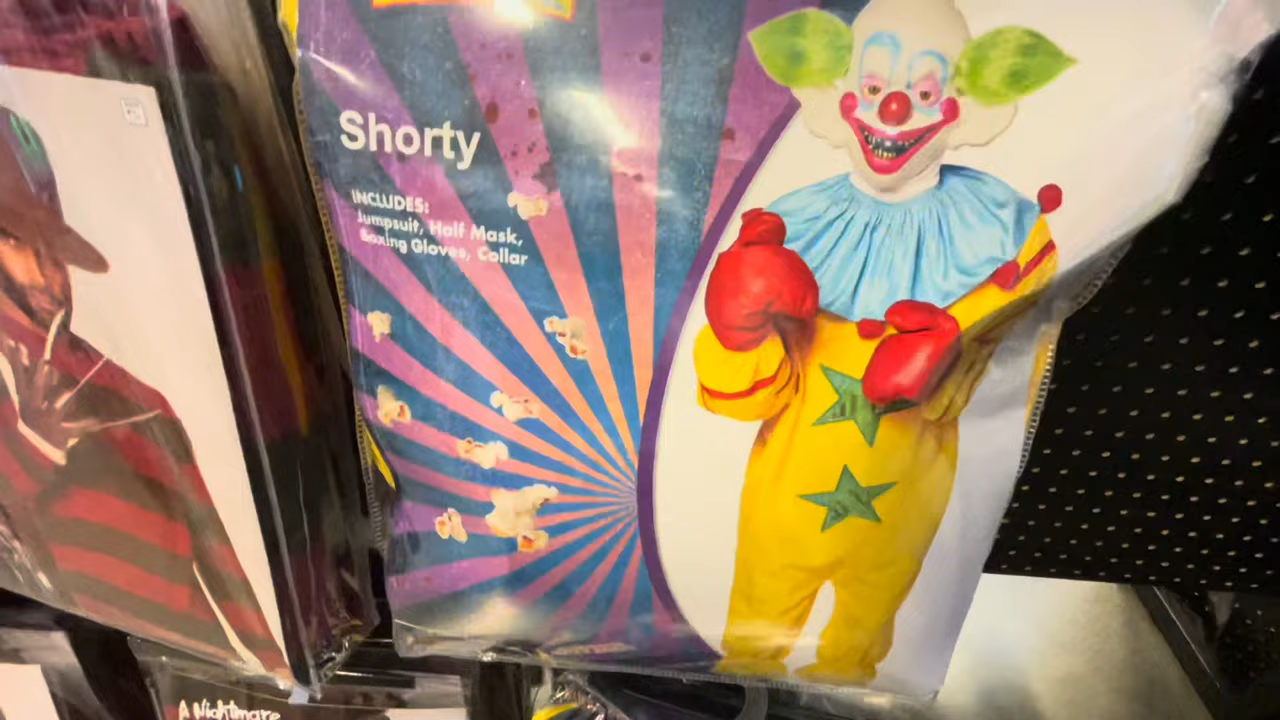 Shorty
INCLUDES:
Jumpsuit, Half Mask,
Boxing Gloves, Collar
A Nightmare